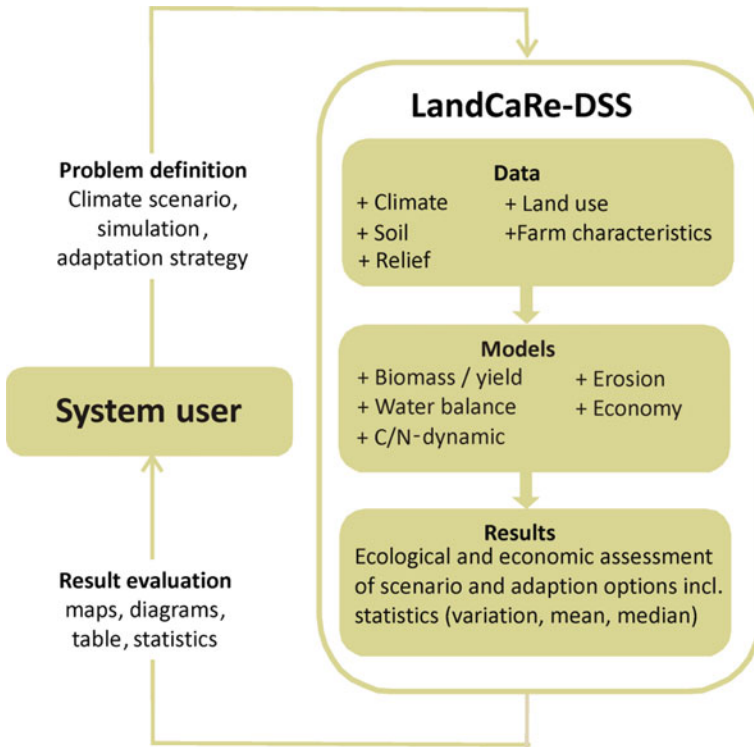 LandCaRe-DSS
Data
+ Climate
+ Soil
+ Relief
+ Land use
+Farm characteristics
Models
+ Biomass / yield
+ Water balance
+ C/N-dynamic
+ Erosion
+ Economy
Results
Ecological and economic assessment
of scenario and adaption options incl.
statistics (variation, mean, median)
Problem definition
Climate scenario,
simulation,
adaptation strategy
System user
Result evaluation
maps, diagrams,
table, statistics